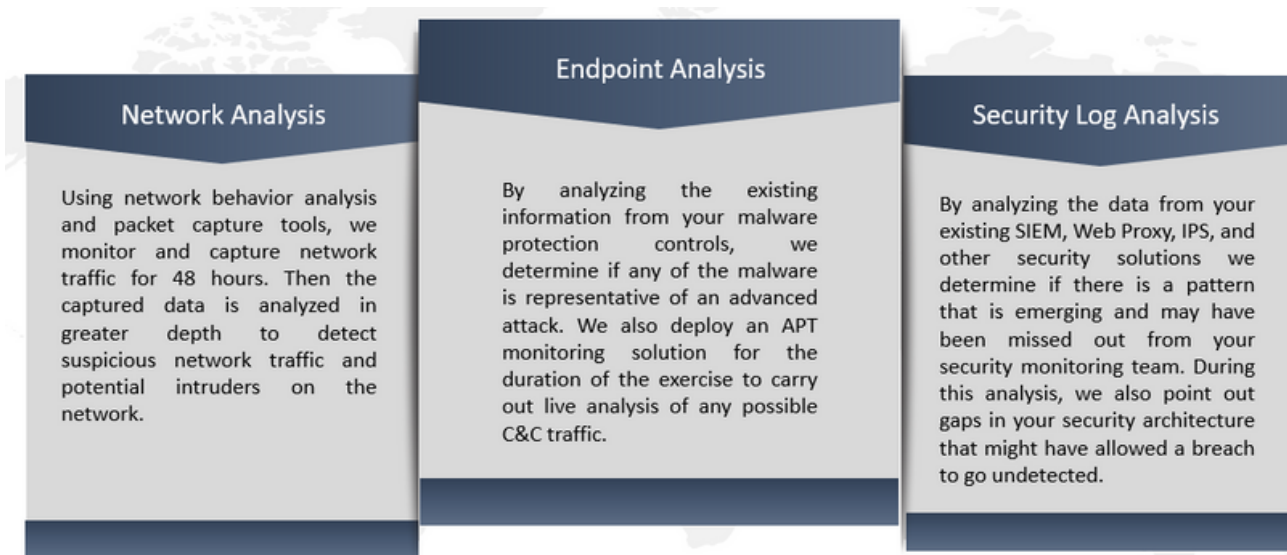 Network Analysis
Using network behavior analysis
and packet capture tools, we
monitor and capture network
traffic for 48 hours. Then the
captured data is analyzed in
greater depth to detect
suspicious network traffic and
potential intruders on the
network.
Endpoint Analysis
By analyzing the existing
information from your malware
protection controls, we
determine if any of the malware
is representative of an advanced
attack. We also deploy an APT
monitoring solution for the
duration of the exercise to carry
out live analysis of any possible
C&C traffic.
Security Log Analysis
By analyzing the data from your
existing SIEM, Web Proxy, IPS, and
other security solutions we
determine if there is a pattern
that is emerging and may have
been missed out from your
security monitoring team. During
this analysis, we also point out
gaps in your security architecture
that might have allowed a breach
to go undetected.